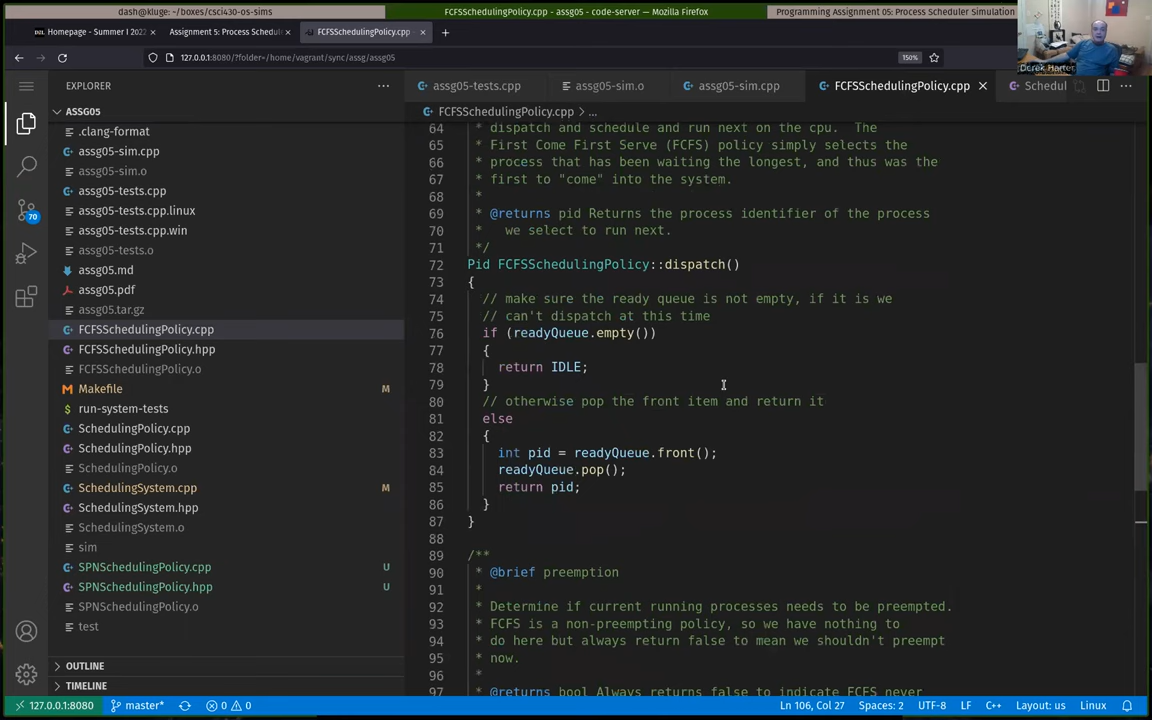 dash@kluge: ~/boxes/csci430-os-sims
FCFSSchedulingPolicy.cpp - assg05 - code-server — Mozilla Firefox
Programming Assignment 05: Process Scheduler Simulation
Homepage - Summer I 202
Assignment 5: Process Schedul
FCFSSchedulingPolicy.cpp -
127.0.0.1:8080/?folder=/home/vagrant/sync/assg/assg05
150%
Derek Harter
EXPLORER
assg05-tests.cpp
assg05-sim.o
assg05-sim.cpp
FCFSSchedulingPolicy.cpp
Schedul
ASSG05
.clang-format
assg05-sim.cpp
assg05-sim.o
assg05-tests.cpp
assg05-tests.cpp.linux
assg05-tests.cpp.win
assg05-tests.o
assg05.md
assg05.pdf
assg05.tar.gz
FCFSSchedulingPolicy.cpp
FCFSSchedulingPolicy.hpp
FCFSSchedulingPolicy.o
Makefile M
run-system-tests
SchedulingPolicy.cpp
SchedulingPolicy.hpp
SchedulingPolicy.o
SchedulingSystem.cpp M
SchedulingSystem.hpp
SchedulingSystem.o
sim
SPNSchedulingPolicy.cpp U
SPNSchedulingPolicy.hpp U
SPNSchedulingPolicy.o
test
OUTLINE
TIMELINE
70
FCFSSchedulingPolicy.cpp > ...
64 * dispatch and schedule and run next on the cpu.  The
65 * First Come First Serve (FCFS) policy simply selects the
66 * process that has been waiting the longest, and thus was the
67 * first to "come" into the system.
68 *
69 * @returns pid Returns the process identifier of the process
70 *   we select to run next.
71 */
72 Pid FCFSSchedulingPolicy::dispatch()
73 {
74 // make sure the ready queue is not empty, if it is we
75 // can't dispatch at this time
76 if (readyQueue.empty())
77 {
78 return IDLE;
79 }
80 // otherwise pop the front item and return it
81 else
82 {
83 int pid = readyQueue.front();
84 readyQueue.pop();
85 return pid;
86 }
87 }
88
89 /**
90 * @brief preemption
91 *
92 * Determine if current running processes needs to be preempted.
93 * FCFS is a non-preempting policy, so we have nothing to
94 * do here but always return false to mean we shouldn't preempt
95 * now.
96 *
97 * @returns bool Always returns false to indicate FCFS never
127.0.0.1:8080
master*
0 0
Ln 106, Col 27
Spaces: 2
UTF-8
LF
C++
Layout: us
Linux